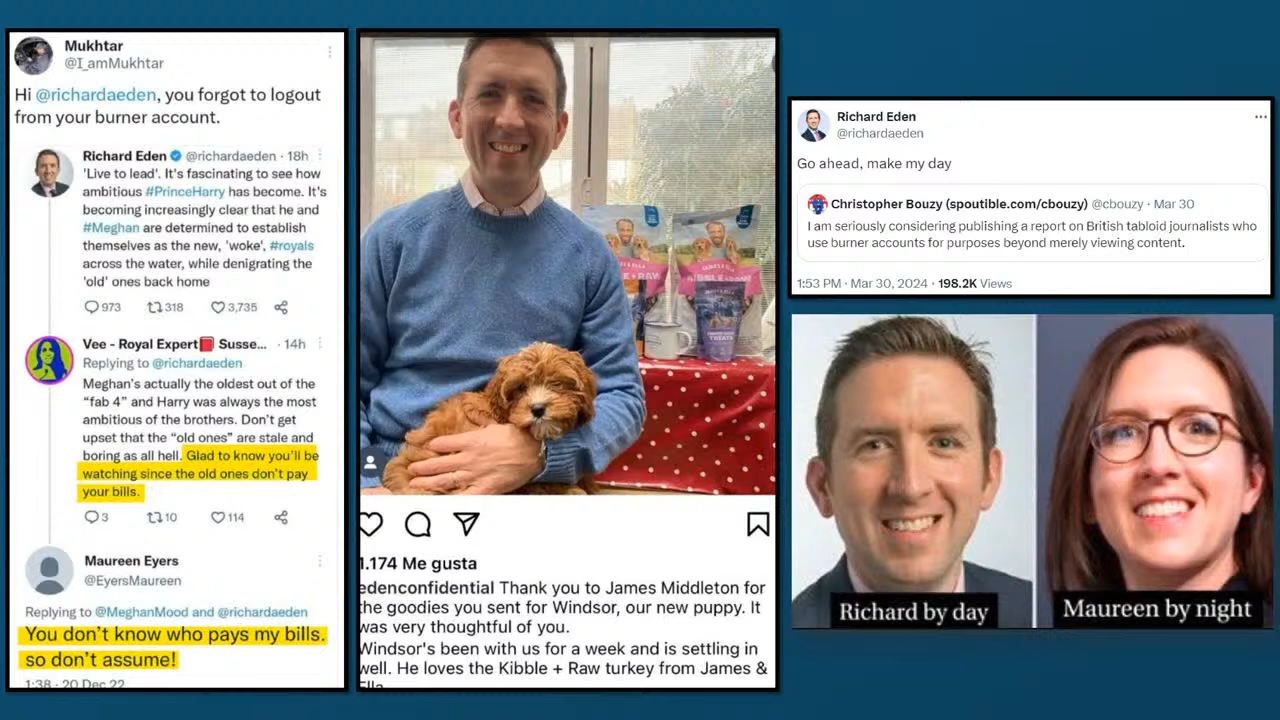 Mukhtar
@I_amMukhtar
Hi @richardaeden, you forgot to logout
from your burner account.
Richard Eden @richardaeden · 18h
'Live to lead'. It's fascinating to see how
ambitious #PrinceHarry has become. It's
becoming increasingly clear that he and
#Meghan are determined to establish
themselves as the new, 'woke', #royals
across the water, while denigrating the
'old' ones back home
973 318 3,735
Vee - Royal Expert📕 Susse... · 14h
Replying to @richardaeden
Meghan's actually the oldest out of the
“fab 4” and Harry was always the most
ambitious of the brothers. Don't get
upset that the “old ones” are stale and
boring as all hell. Glad to know you'll be
watching since the old ones don't pay
your bills.
3 10 114
Maureen Eyers
@EyersMaureen
Replying to @MeghanMood and @richardaeden
You don't know who pays my bills.
so don't assume!
1:38 · 20 Dec 22
1.174 Me gusta
edenconfidential Thank you to James Middleton for
the goodies you sent for Windsor, our new puppy. It
was very thoughtful of you.
Windsor's been with us for a week and is settling in
well. He loves the Kibble + Raw turkey from James &
Ella
Richard Eden
@richardaeden
Go ahead, make my day
Christopher Bouzy (spoutible.com/cbouzy) @cbouzy · Mar 30
I am seriously considering publishing a report on British tabloid journalists who
use burner accounts for purposes beyond merely viewing content.
1:53 PM · Mar 30, 2024 · 198.2K Views
Richard by day
Maureen by night